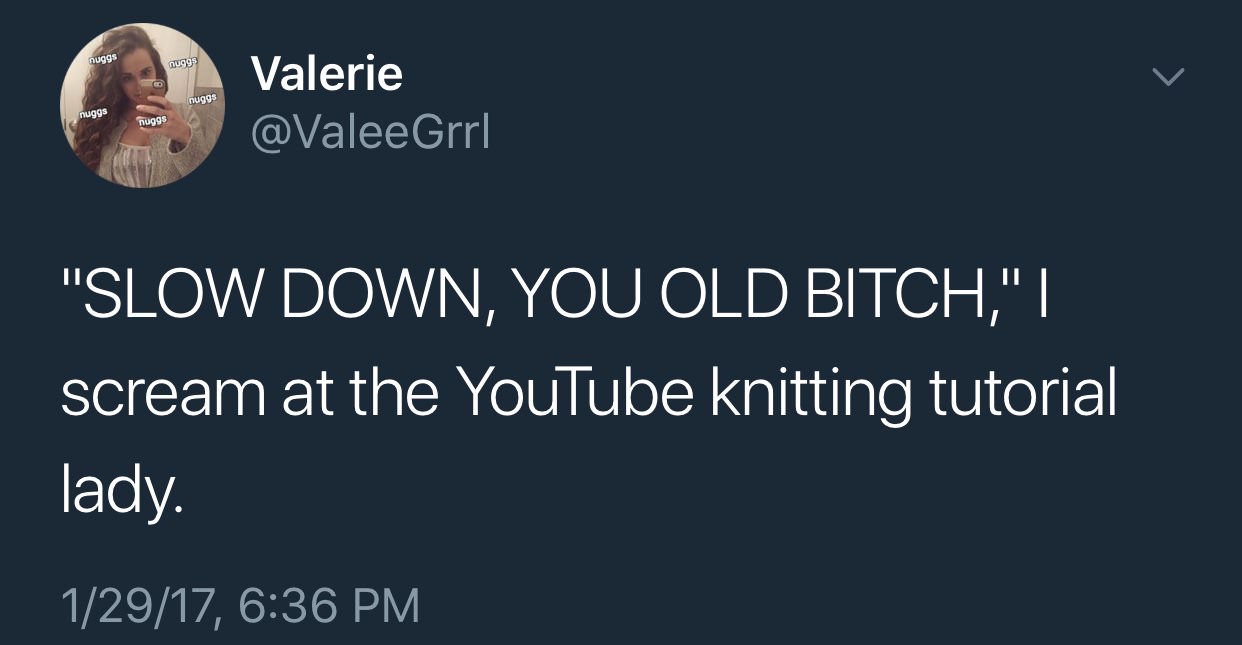 nuggs
nuggs
nuggs
nuggs
nuggs
Valerie
@ValeeGrrl
"SLOW DOWN, YOU OLD BITCH," I
scream at the YouTube knitting tutorial
lady.
1/29/17, 6:36 PM